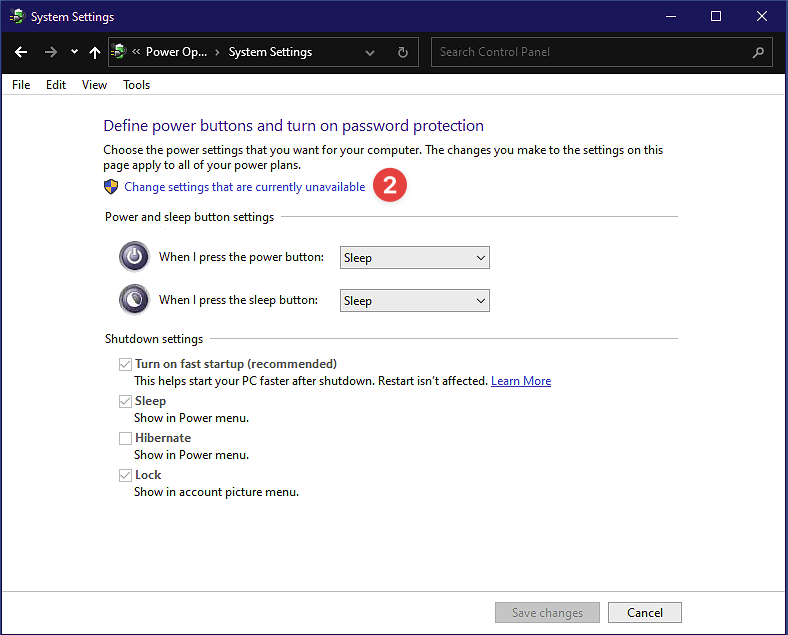 System Settings
« Power Op... › System Settings
Search Control Panel
File Edit View Tools
Define power buttons and turn on password protection
Choose the power settings that you want for your computer. The changes you make to the settings on this
page apply to all of your power plans.
Change settings that are currently unavailable 2
Power and sleep button settings
When I press the power button: Sleep
When I press the sleep button: Sleep
Shutdown settings
Turn on fast startup (recommended)
This helps start your PC faster after shutdown. Restart isn't affected. Learn More
Sleep
Show in Power menu.
Hibernate
Show in Power menu.
Lock
Show in account picture menu.
Save changes Cancel